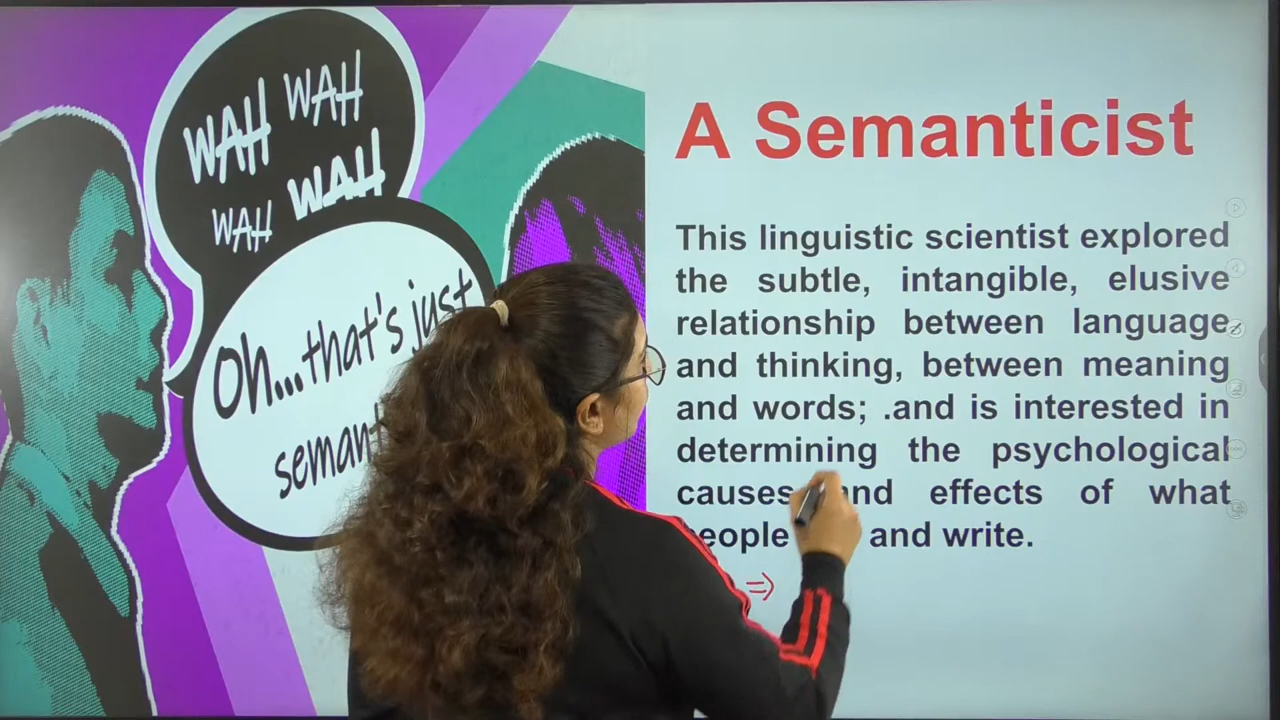 WAH WAH
WAH WAH
Oh...that's just
A Semanticist
This linguistic scientist explored
the subtle, intangible, elusive
relationship between language
and thinking, between meaning
and words; .and is interested in
determining the psychological
causes and effects of what
and write.
⇒